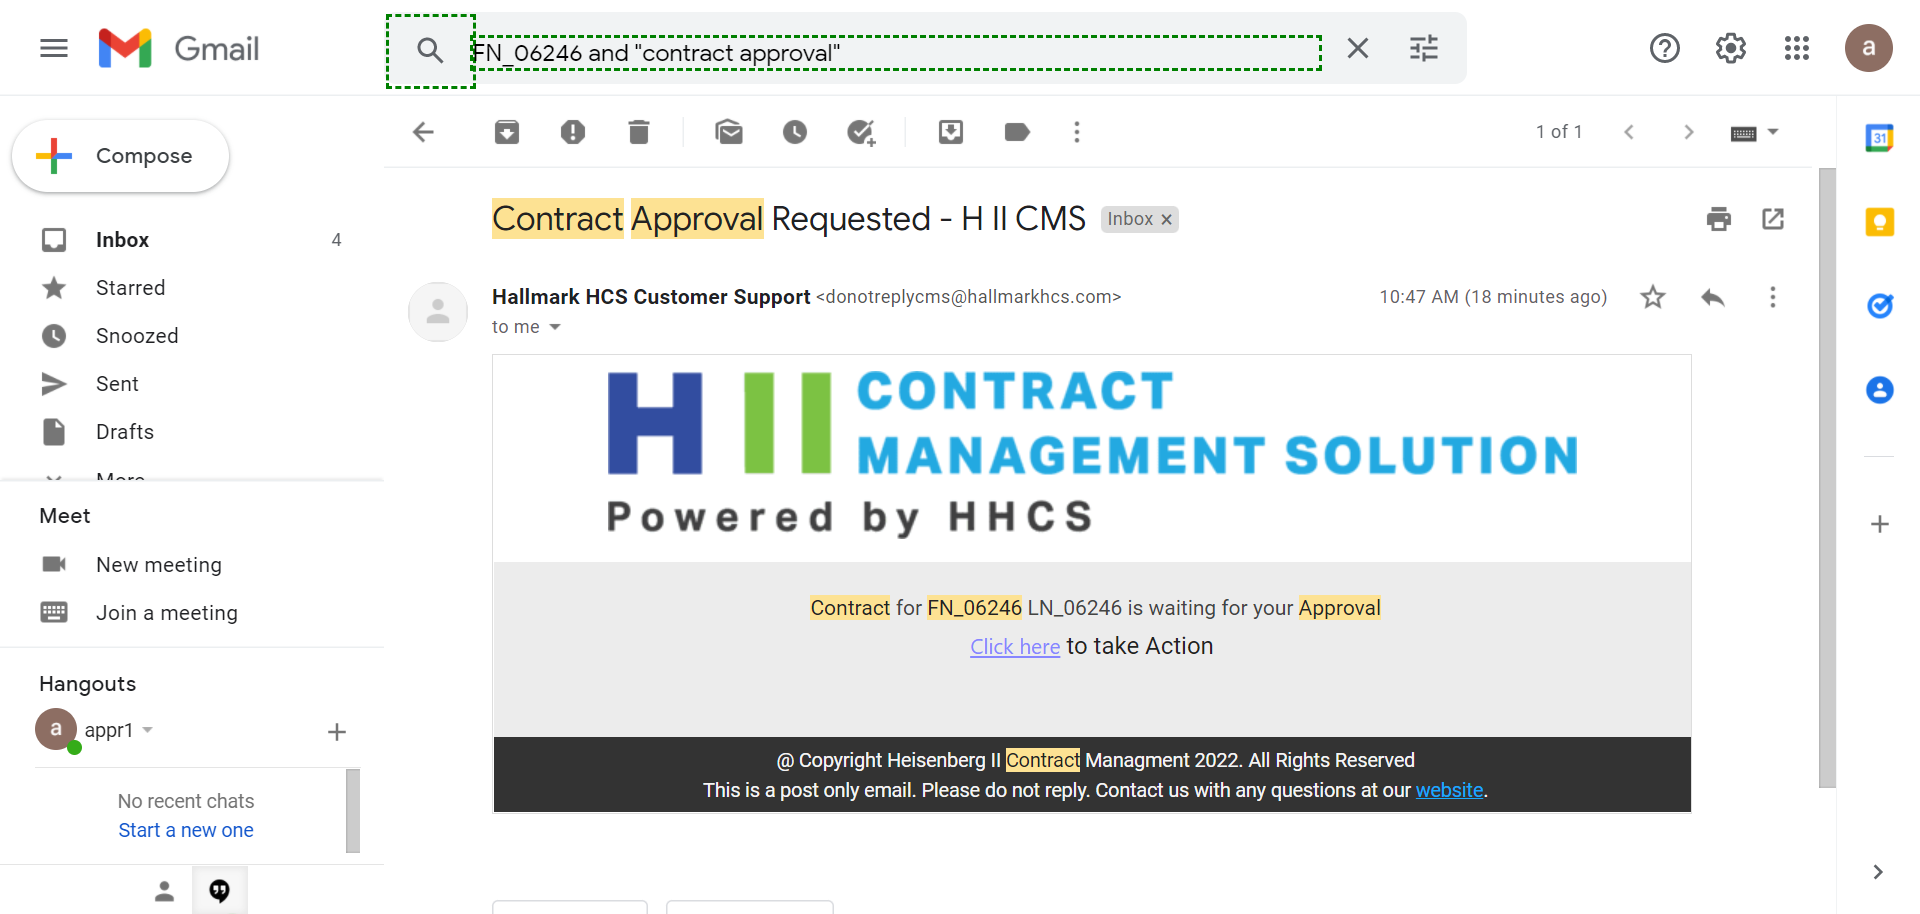 Gmail
FN_06246 and "contract approval"
a
Compose
Inbox 4
Starred
Snoozed
Sent
Drafts
More
Meet
New meeting
Join a meeting
Hangouts
a appr1
No recent chats
Start a new one
1 of 1
Contract Approval Requested - H II CMS Inbox ×
Hallmark HCS Customer Support <donotreplycms@hallmarkhcs.com> 10:47 AM (18 minutes ago)
to me
H II CONTRACT
MANAGEMENT SOLUTION
Powered by HHCS
Contract for FN_06246 LN_06246 is waiting for your Approval
Click here to take Action
@ Copyright Heisenberg II Contract Managment 2022. All Rights Reserved
This is a post only email. Please do not reply. Contact us with any questions at our website.
31